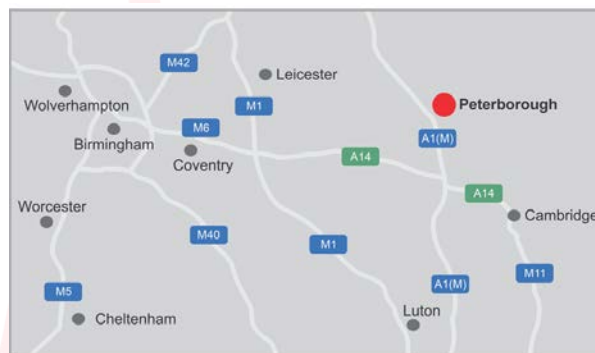 M42
Leicester
Wolverhampton
M1
Peterborough
M6
Birmingham
A1(M)
Coventry
A14
A14
Worcester
Cambridge
M40
M1
M11
A1(M)
M5
Luton
Cheltenham